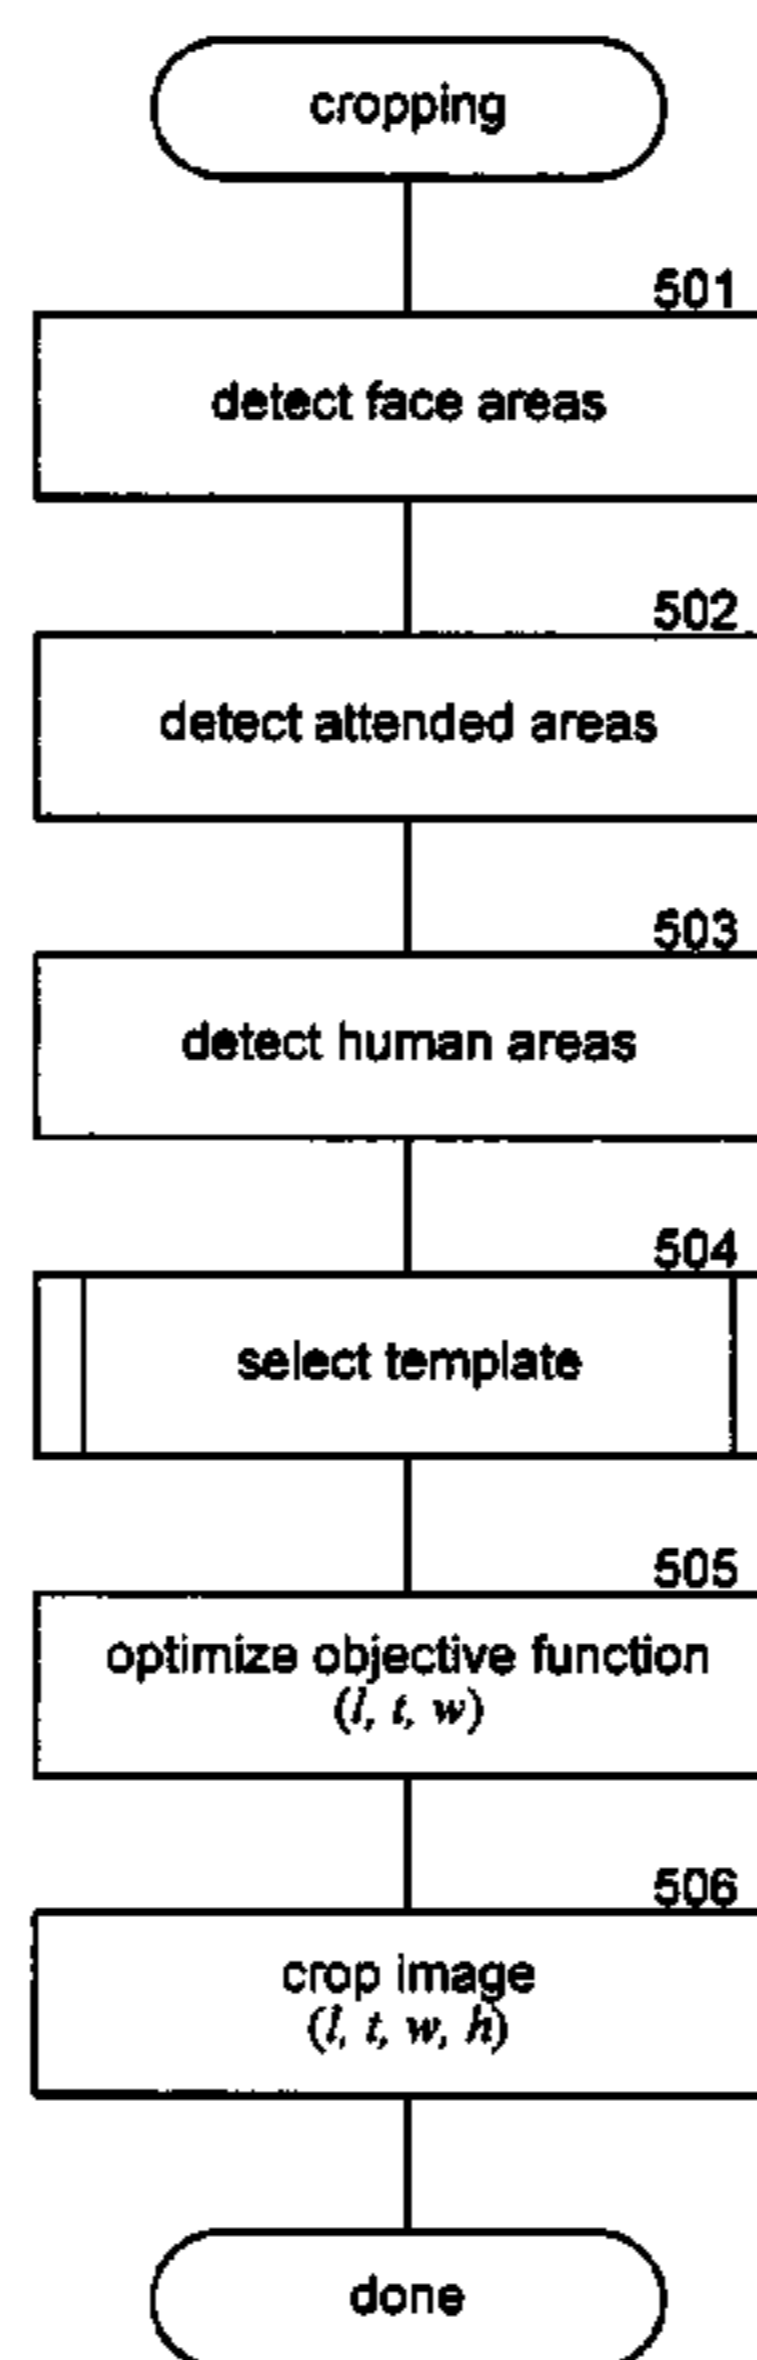 cropping
501
detect face areas
502
detect attended areas
503
detect human areas
504
select template
505
optimize objective function
(l, t, w)
506
crop image
(l, t, w, h)
done